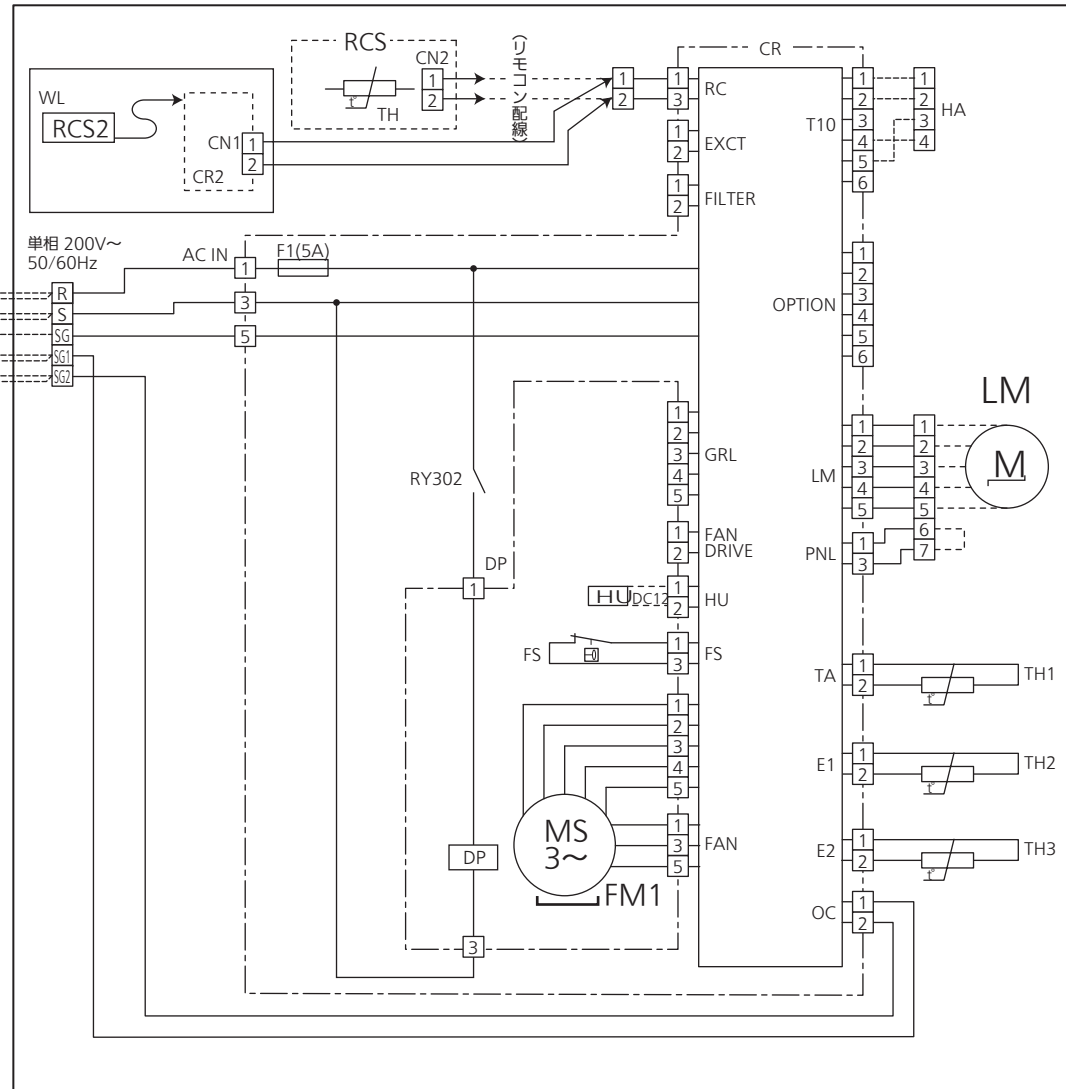 RCS
CN2
1
2
t°
TH
(リモコン配線)
1
2
WL
RCS2
CN1
1
2
CR2
CR
1
3
RC
1
2
EXCT
1
2
FILTER
1
2
3
4
5
6
T10
1
2
3
4
HA
単相 200V〜
50/60Hz
R
S
SG
SG1
SG2
AC IN
1
3
5
F1(5A)
1
2
3
4
5
6
OPTION
RY302
DP
1
DP
3
1
2
3
4
5
GRL
1
2
FAN
DRIVE
HU
DC12
1
2
HU
FS
1
3
FS
1
2
3
4
5
1
3
5
FAN
MS
3〜
FM1
LM
LM
1
2
3
4
5
1
2
3
4
5
6
7
M
PNL
1
3
TA
1
2
t°
TH1
E1
1
2
t°
TH2
E2
1
2
t°
TH3
OC
1
2